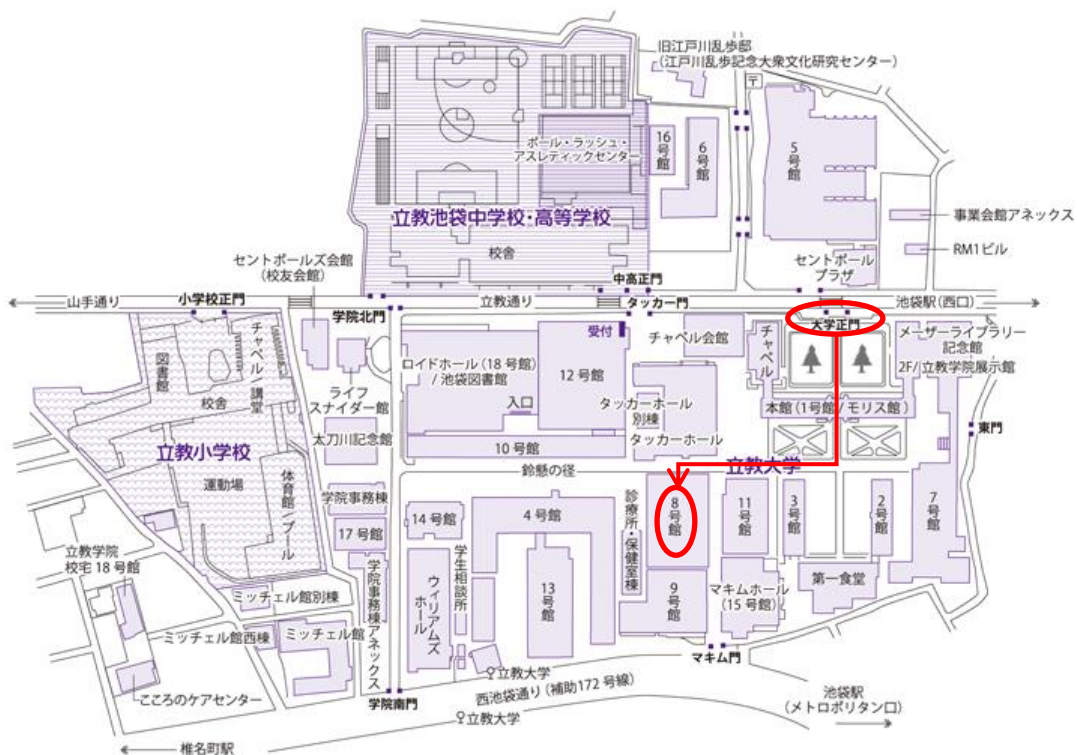 旧江戸川乱歩邸
(江戸川乱歩記念大衆文化研究センター)
〒
ポール・ラッシュ・
アスレティックセンター
16号館
6号館
5号館
立教池袋中学校・高等学校
校舎
事業会館アネックス
RM1ビル
セントポールズ会館
(校友会館)
セントポール
プラザ
中高正門
山手通り
小学校正門
学院北門
立教通り
タッカー門
池袋駅(西口)
大学正門
受付
チャペル会館
チャペル
メーザーライブラリー
記念館
2F/立教学院展示館
図書館
チャペル/講堂
校舎
ライフ
スナイダー館
ロイドホール(18号館)
/池袋図書館
12号館
入口
タッカーホール
別棟
タッカーホール
本館(1号館/モリス館)
東門
太刀川記念館
10号館
立教小学校
運動場
体育館/プール
鈴懸の径
立教大学
学院事務棟
17号館
14号館
4号館
診療所・保健室棟
8号館
11号館
3号館
2号館
7号館
立教学院
校宅18号館
学院事務棟アネックス
ウィリアムズ
ホール
学生相談所
13号館
9号館
マキムホール
(15号館)
第一食堂
ミッチェル館別棟
ミッチェル館西棟
ミッチェル館
マキム門
こころのケアセンター
立教大学
学院南門
西池袋通り(補助172号線)
立教大学
池袋駅
(メトロポリタン口)
椎名町駅